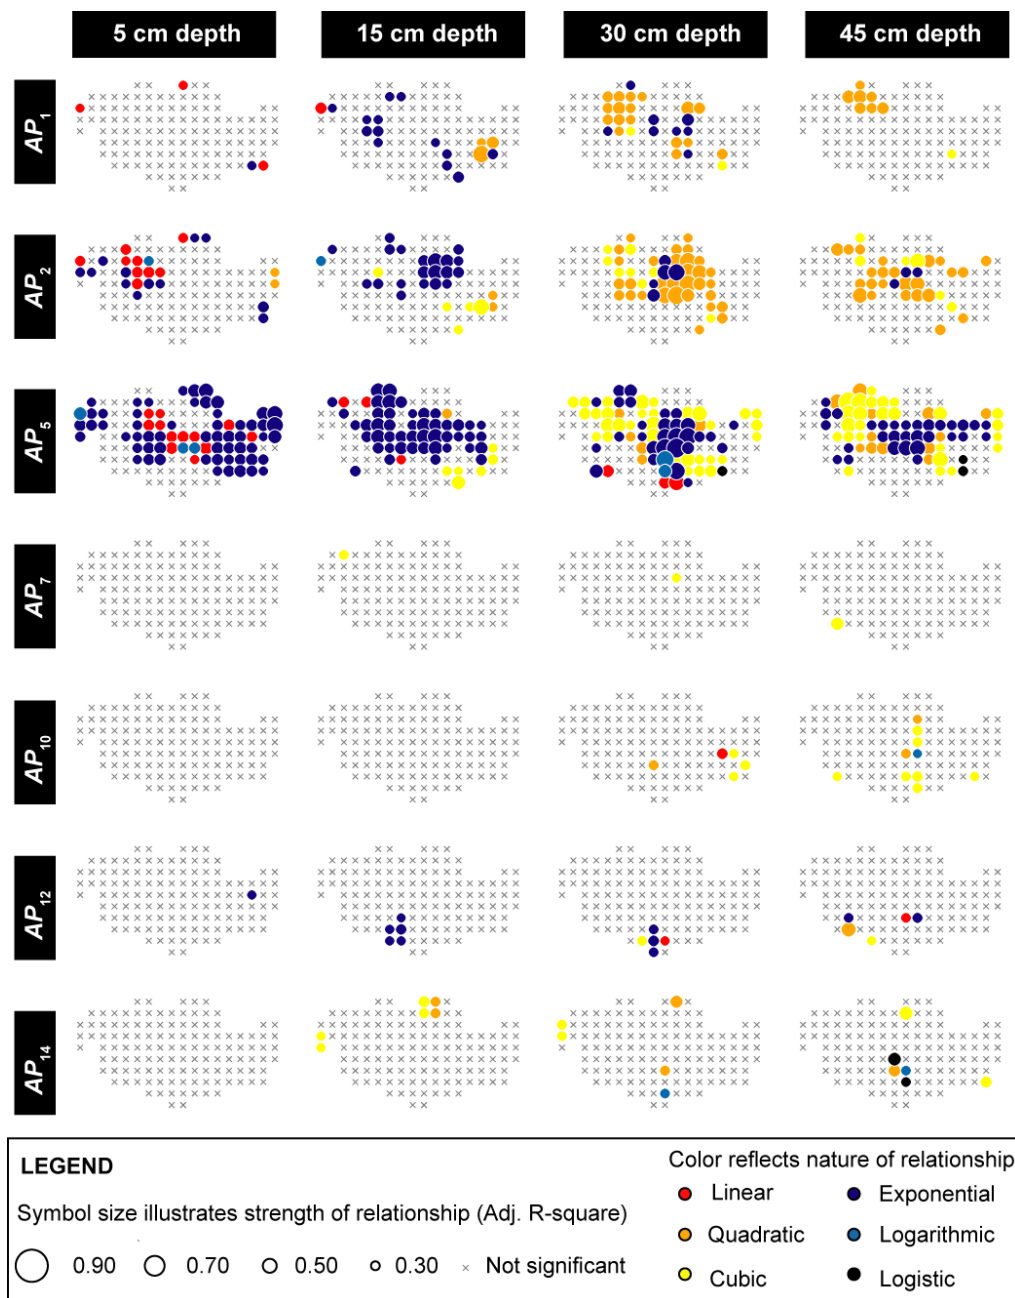 5 cm depth 15 cm depth 30 cm depth 45 cm depth
AP1
AP2
AP5
AP7
AP10
AP12
AP14
LEGEND
Symbol size illustrates strength of relationship (Adj. R-square)
0.90 0.70 0.50 0.30 × Not significant
Color reflects nature of relationship
Linear Exponential
Quadratic Logarithmic
Cubic Logistic